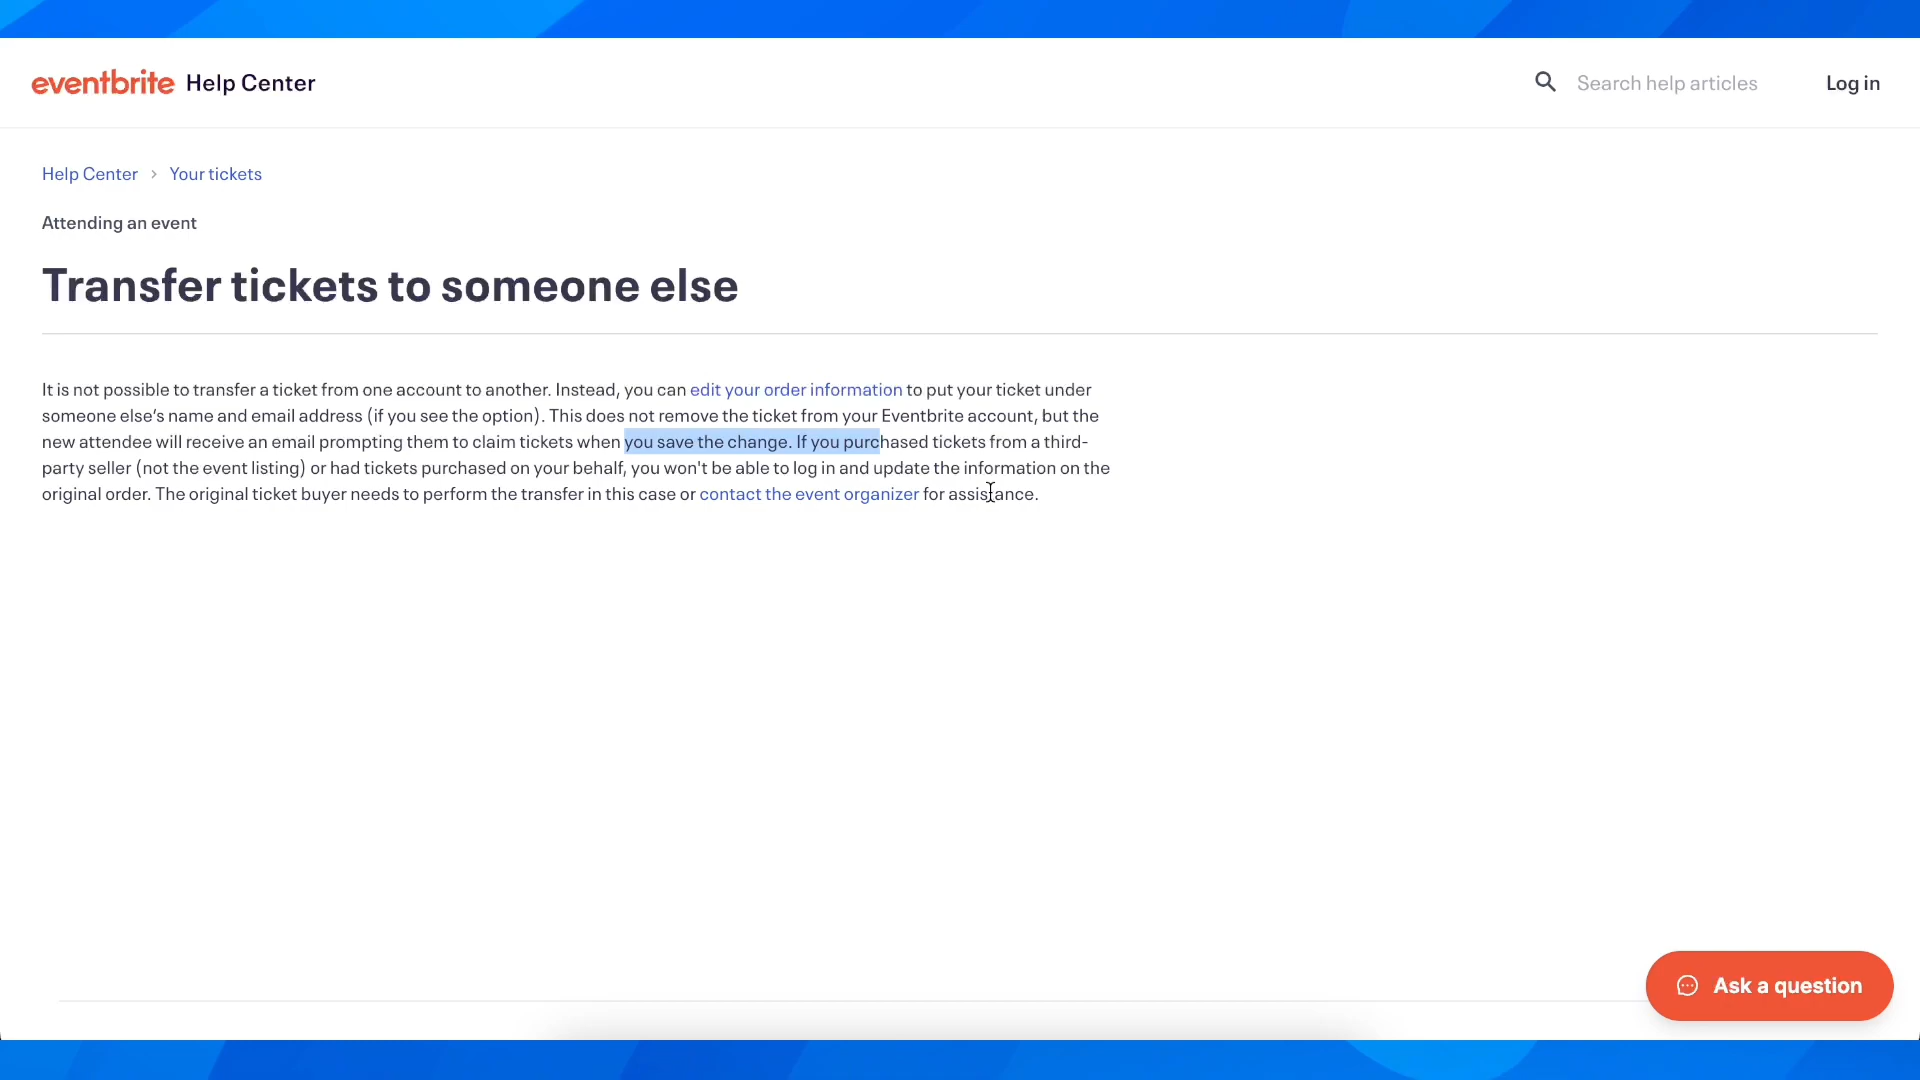 eventbrite Help Center
Search help articles
Log in
Help Center > Your tickets
Attending an event
Transfer tickets to someone else
It is not possible to transfer a ticket from one account to another. Instead, you can edit your order information to put your ticket under
someone else’s name and email address (if you see the option). This does not remove the ticket from your Eventbrite account, but the
new attendee will receive an email prompting them to claim tickets when you save the change. If you purchased tickets from a third-
party seller (not the event listing) or had tickets purchased on your behalf, you won't be able to log in and update the information on the
original order. The original ticket buyer needs to perform the transfer in this case or contact the event organizer for assistance.
Ask a question